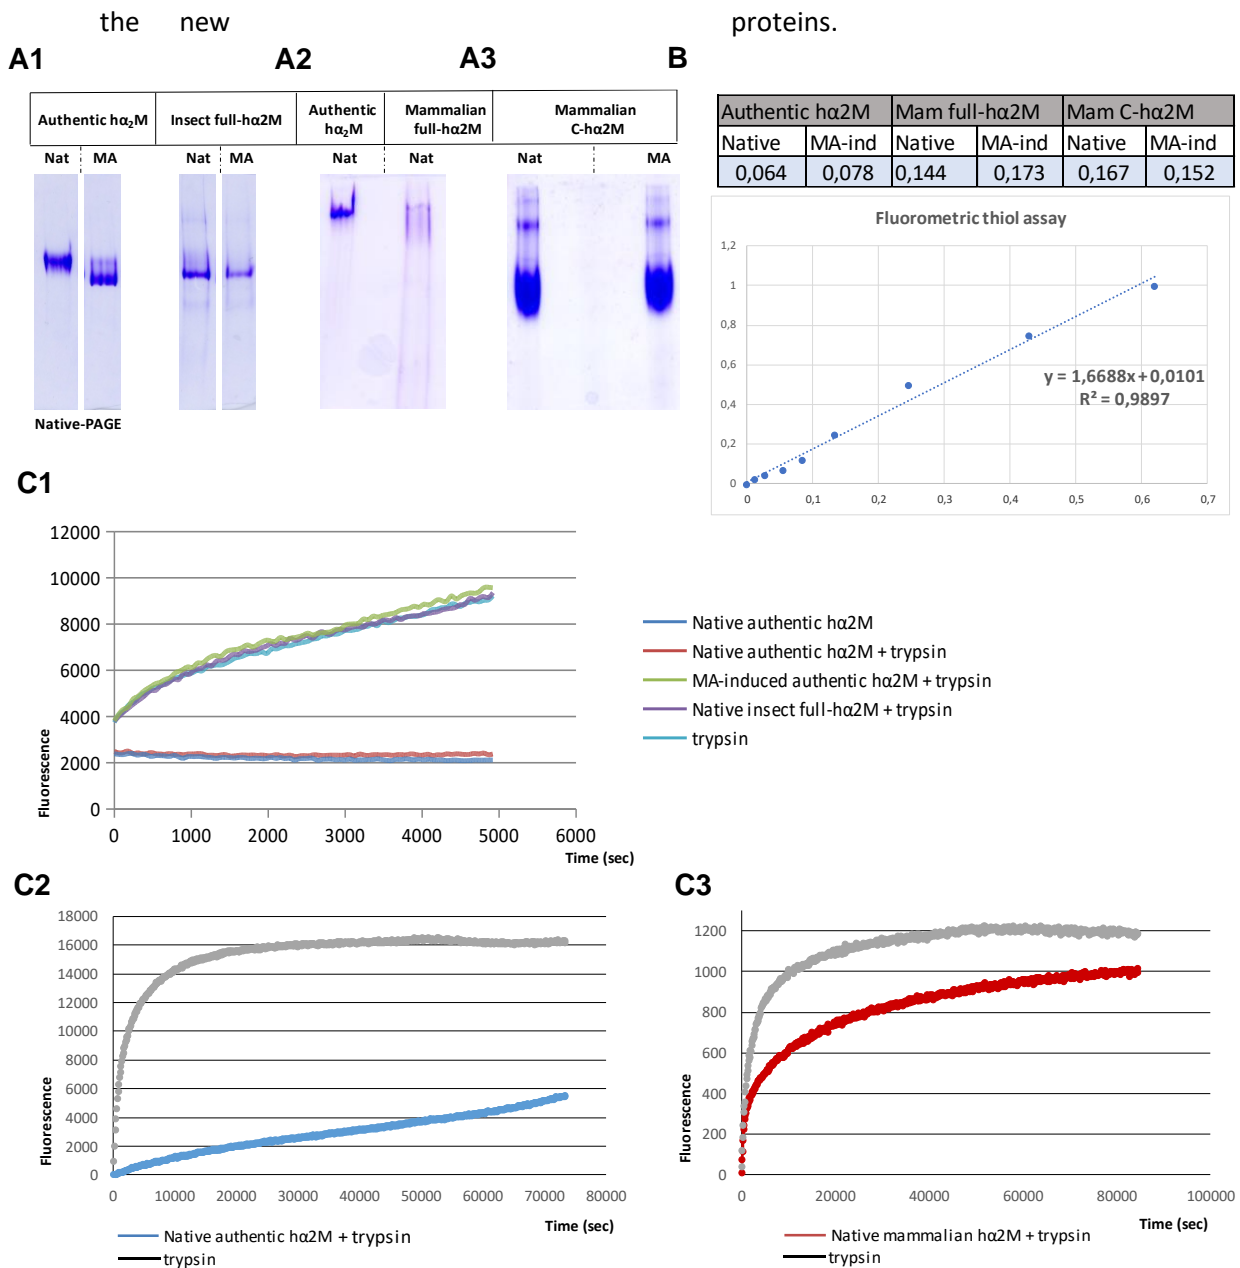 the new proteins.
A1 A2 A3 B
Authentic hα₂M
Insect full-hα2M
Authentic
hα₂M
Mammalian
full-hα2M
Mammalian
C-hα2M
Nat MA Nat MA Nat Nat Nat MA
Native-PAGE
Authentic hα2M Mam full-hα2M Mam C-hα2M
Native MA-ind Native MA-ind Native MA-ind
0,064 0,078 0,144 0,173 0,167 0,152
Fluorometric thiol assay
1,2
1
0,8
0,6
0,4
0,2
0
y = 1,6688x + 0,0101
R² = 0,9897
0 0,1 0,2 0,3 0,4 0,5 0,6 0,7
C1
12000
10000
8000
6000
4000
2000
0
Fluorescence
0 1000 2000 3000 4000 5000 6000
Time (sec)
Native authentic hα2M
Native authentic hα2M + trypsin
MA-induced authentic hα2M + trypsin
Native insect full-hα2M + trypsin
trypsin
C2
18000
16000
14000
12000
10000
8000
6000
4000
2000
0
Fluorescence
0 10000 20000 30000 40000 50000 60000 70000 80000
Time (sec)
Native authentic hα2M + trypsin
trypsin
C3
1200
1000
800
600
400
200
0
Fluorescence
0 20000 40000 60000 80000 100000
Time (sec)
Native mammalian hα2M + trypsin
trypsin